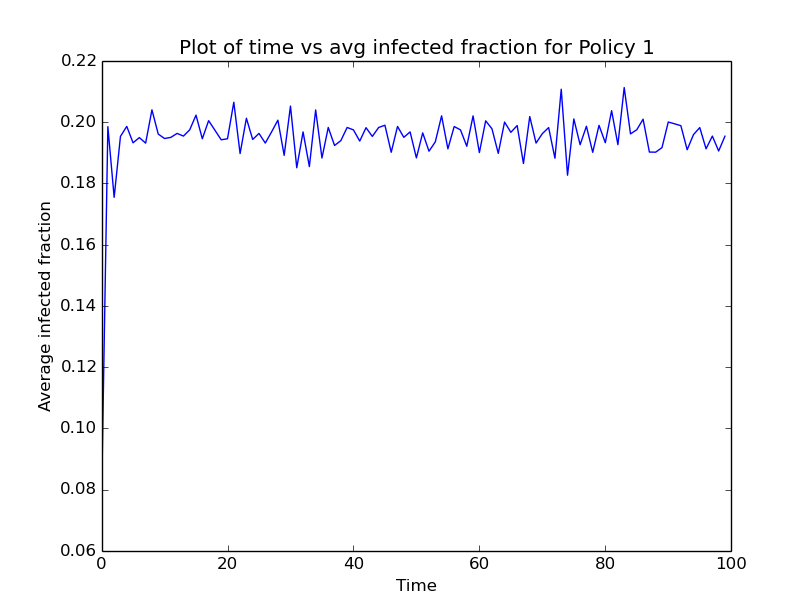 Plot of time vs avg infected fraction for Policy 1
0.22
0.20
0.18
0.16
0.14
0.12
0.10
0.08
0.06
Average infected fraction
0 20 40 60 80 100
Time